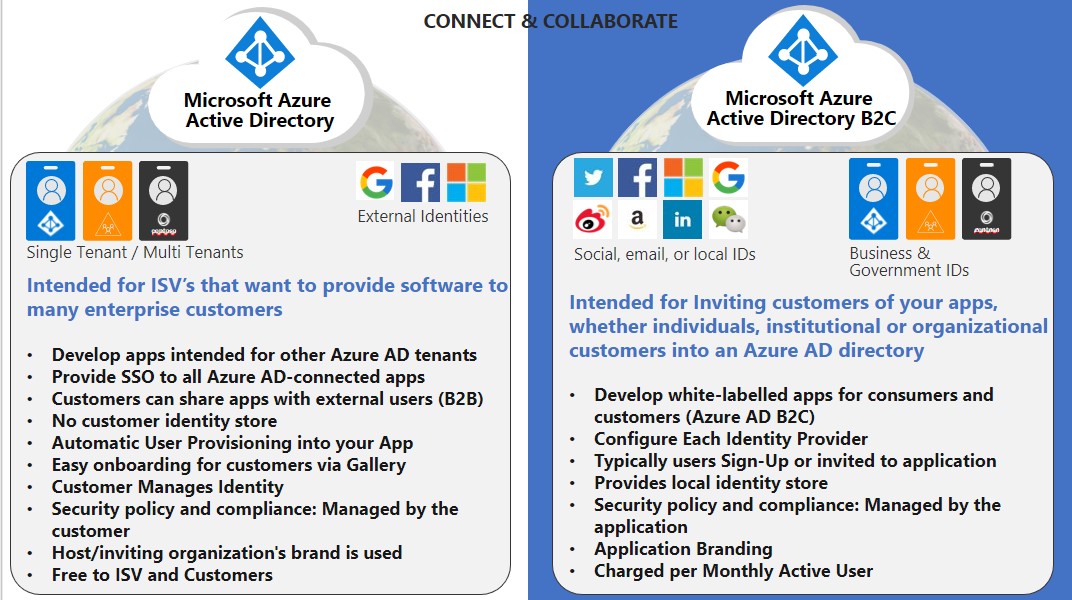 CONNECT & COLLABORATE
Microsoft Azure
Active Directory
Single Tenant / Multi Tenants
External Identities
Intended for ISV's that want to provide software to
many enterprise customers
• Develop apps intended for other Azure AD tenants
• Provide SSO to all Azure AD-connected apps
• Customers can share apps with external users (B2B)
• No customer identity store
• Automatic User Provisioning into your App
• Easy onboarding for customers via Gallery
• Customer Manages Identity
• Security policy and compliance: Managed by the
customer
• Host/inviting organization's brand is used
• Free to ISV and Customers
Microsoft Azure
Active Directory B2C
a
in
Social, email, or local IDs
Business &
Government IDs
Intended for Inviting customers of your apps,
whether individuals, institutional or organizational
customers into an Azure AD directory
• Develop white-labelled apps for consumers and
customers (Azure AD B2C)
• Configure Each Identity Provider
• Typically users Sign-Up or invited to application
• Provides local identity store
• Security policy and compliance: Managed by the
application
• Application Branding
• Charged per Monthly Active User